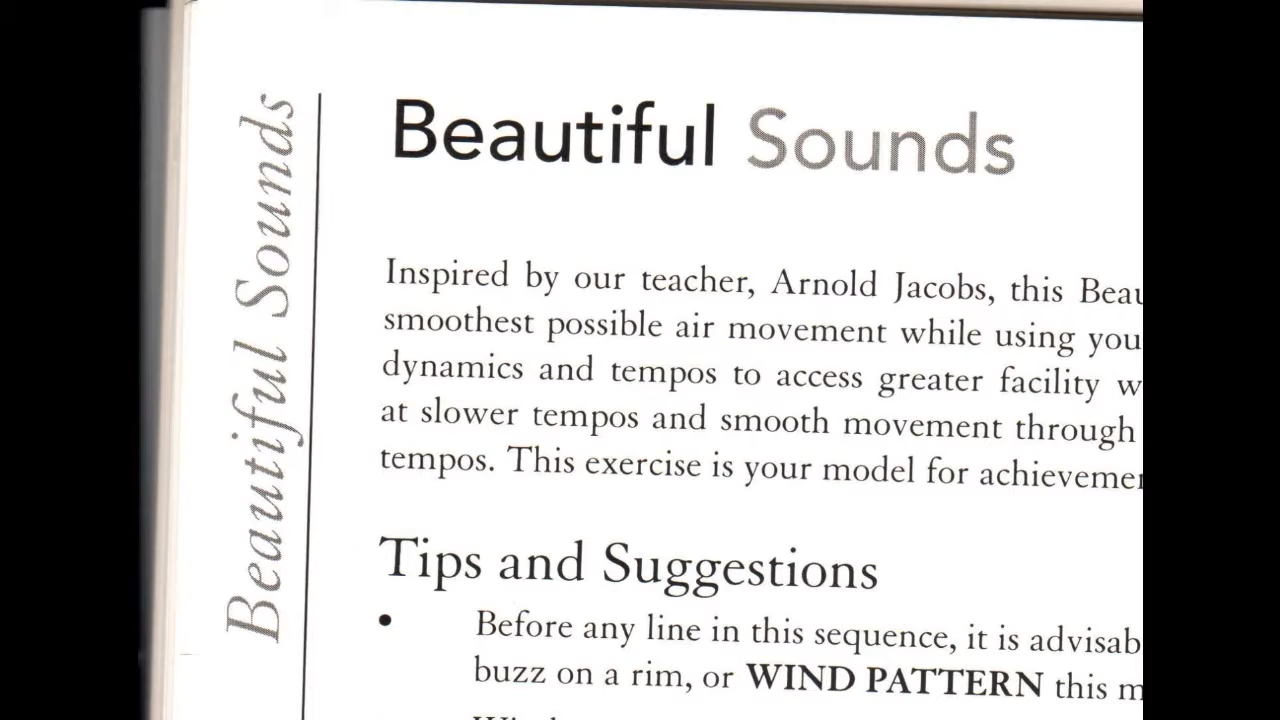 Beautiful Sounds
Beautiful Sounds
Inspired by our teacher, Arnold Jacobs, this
smoothest possible air movement while using
dynamics and tempos to access greater facility
at slower tempos and smooth movement through
tempos. This exercise is your model for
Tips and Suggestions
• Before any line in this sequence, it is
buzz on a rim, or WIND PATTERN this